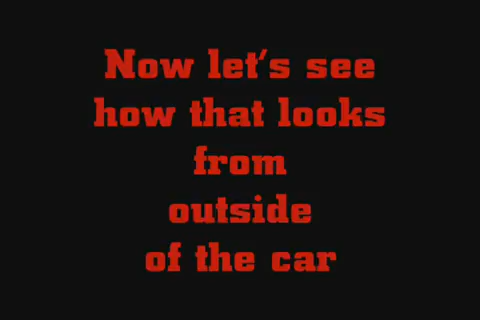 Now let's see
how that looks
from
outside
of the car